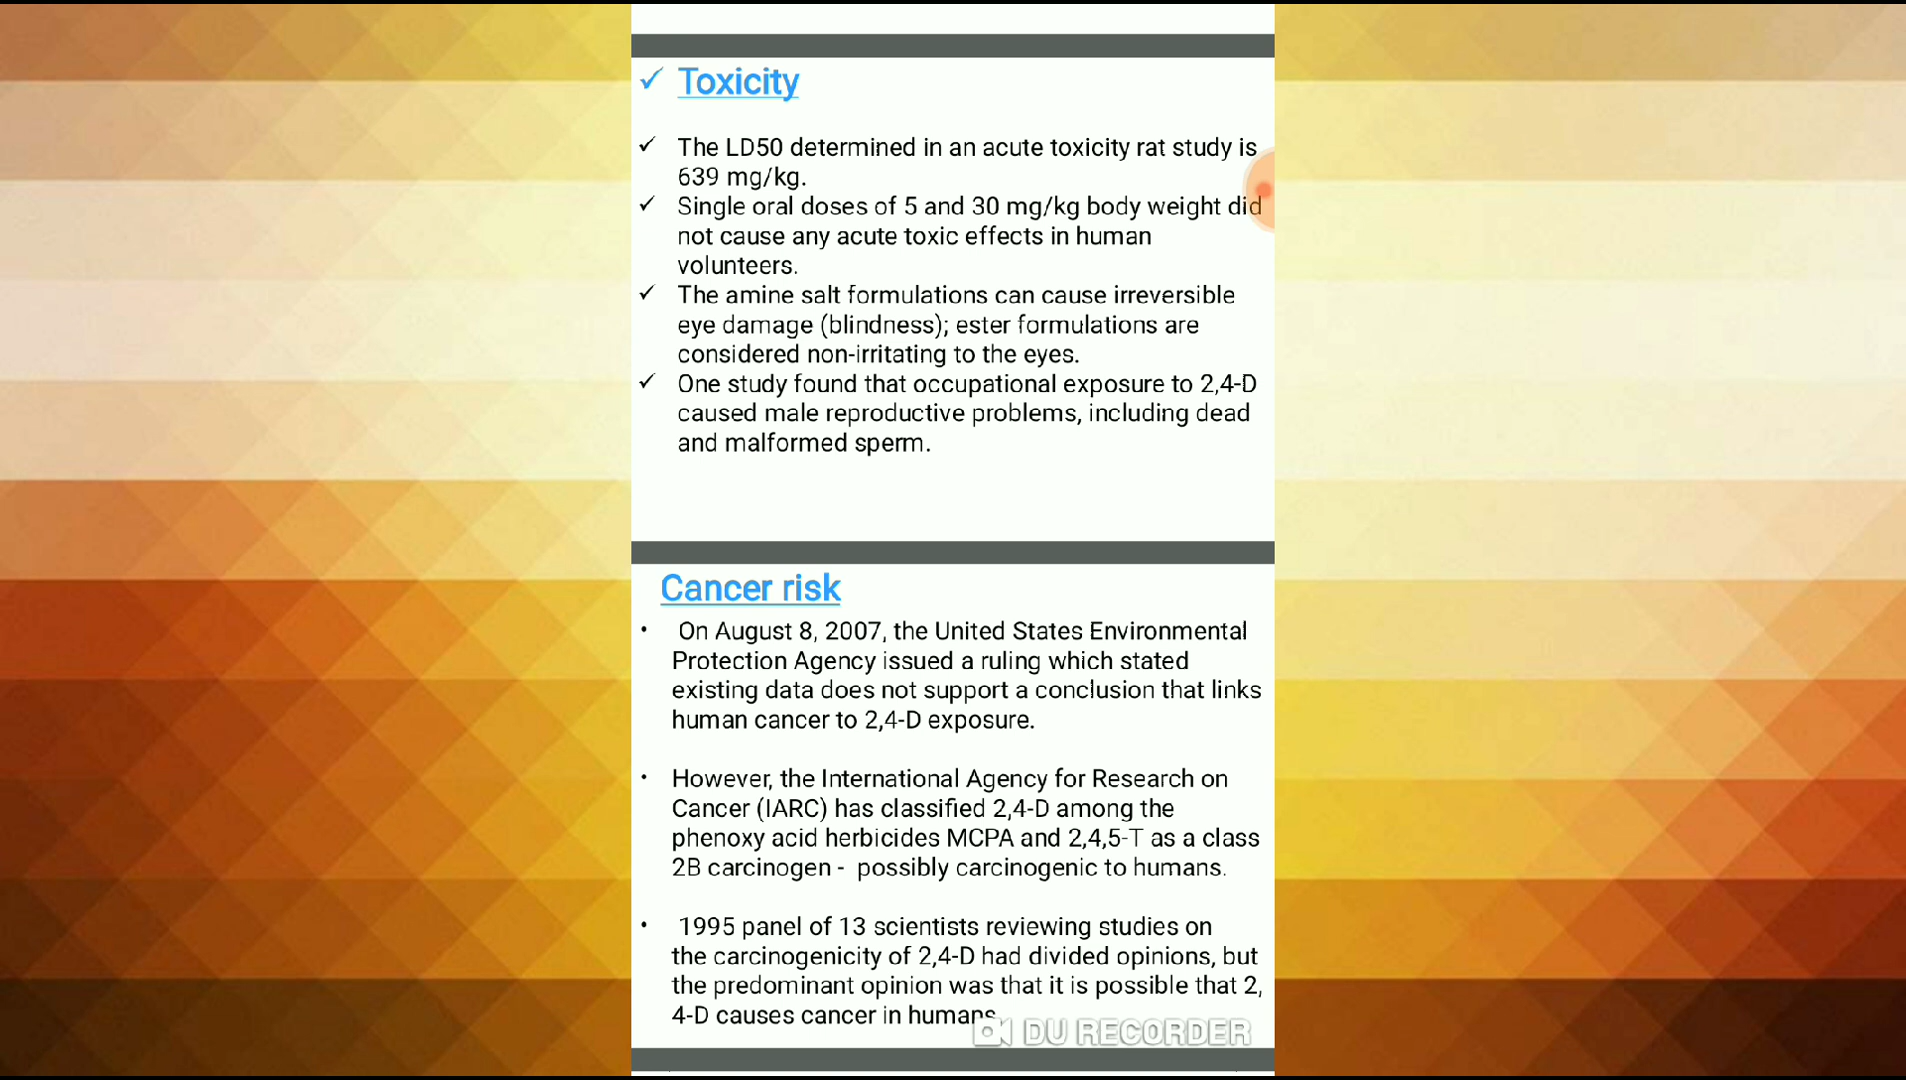 ✓ Toxicity
✓ The LD50 determined in an acute toxicity rat study is
639 mg/kg.
✓ Single oral doses of 5 and 30 mg/kg body weight did
not cause any acute toxic effects in human
volunteers.
✓ The amine salt formulations can cause irreversible
eye damage (blindness); ester formulations are
considered non-irritating to the eyes.
✓ One study found that occupational exposure to 2,4-D
caused male reproductive problems, including dead
and malformed sperm.
Cancer risk
• On August 8, 2007, the United States Environmental
Protection Agency issued a ruling which stated
existing data does not support a conclusion that links
human cancer to 2,4-D exposure.
• However, the International Agency for Research on
Cancer (IARC) has classified 2,4-D among the
phenoxy acid herbicides MCPA and 2,4,5-T as a class
2B carcinogen - possibly carcinogenic to humans.
• 1995 panel of 13 scientists reviewing studies on
the carcinogenicity of 2,4-D had divided opinions, but
the predominant opinion was that it is possible that 2,
4-D causes cancer in humans
DU RECORDER